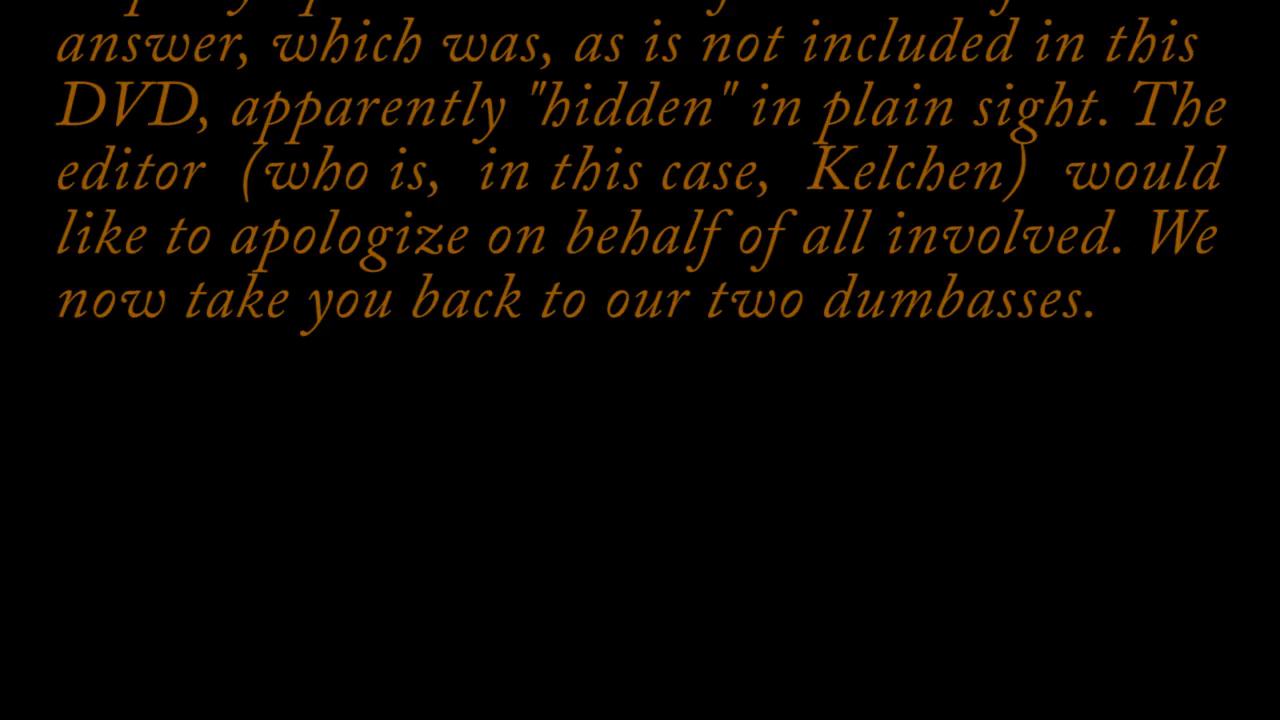 answer, which was, as is not included in this
DVD, apparently "hidden" in plain sight. The
editor (who is, in this case, Kelchen) would
like to apologize on behalf of all involved. We
now take you back to our two dumbasses.